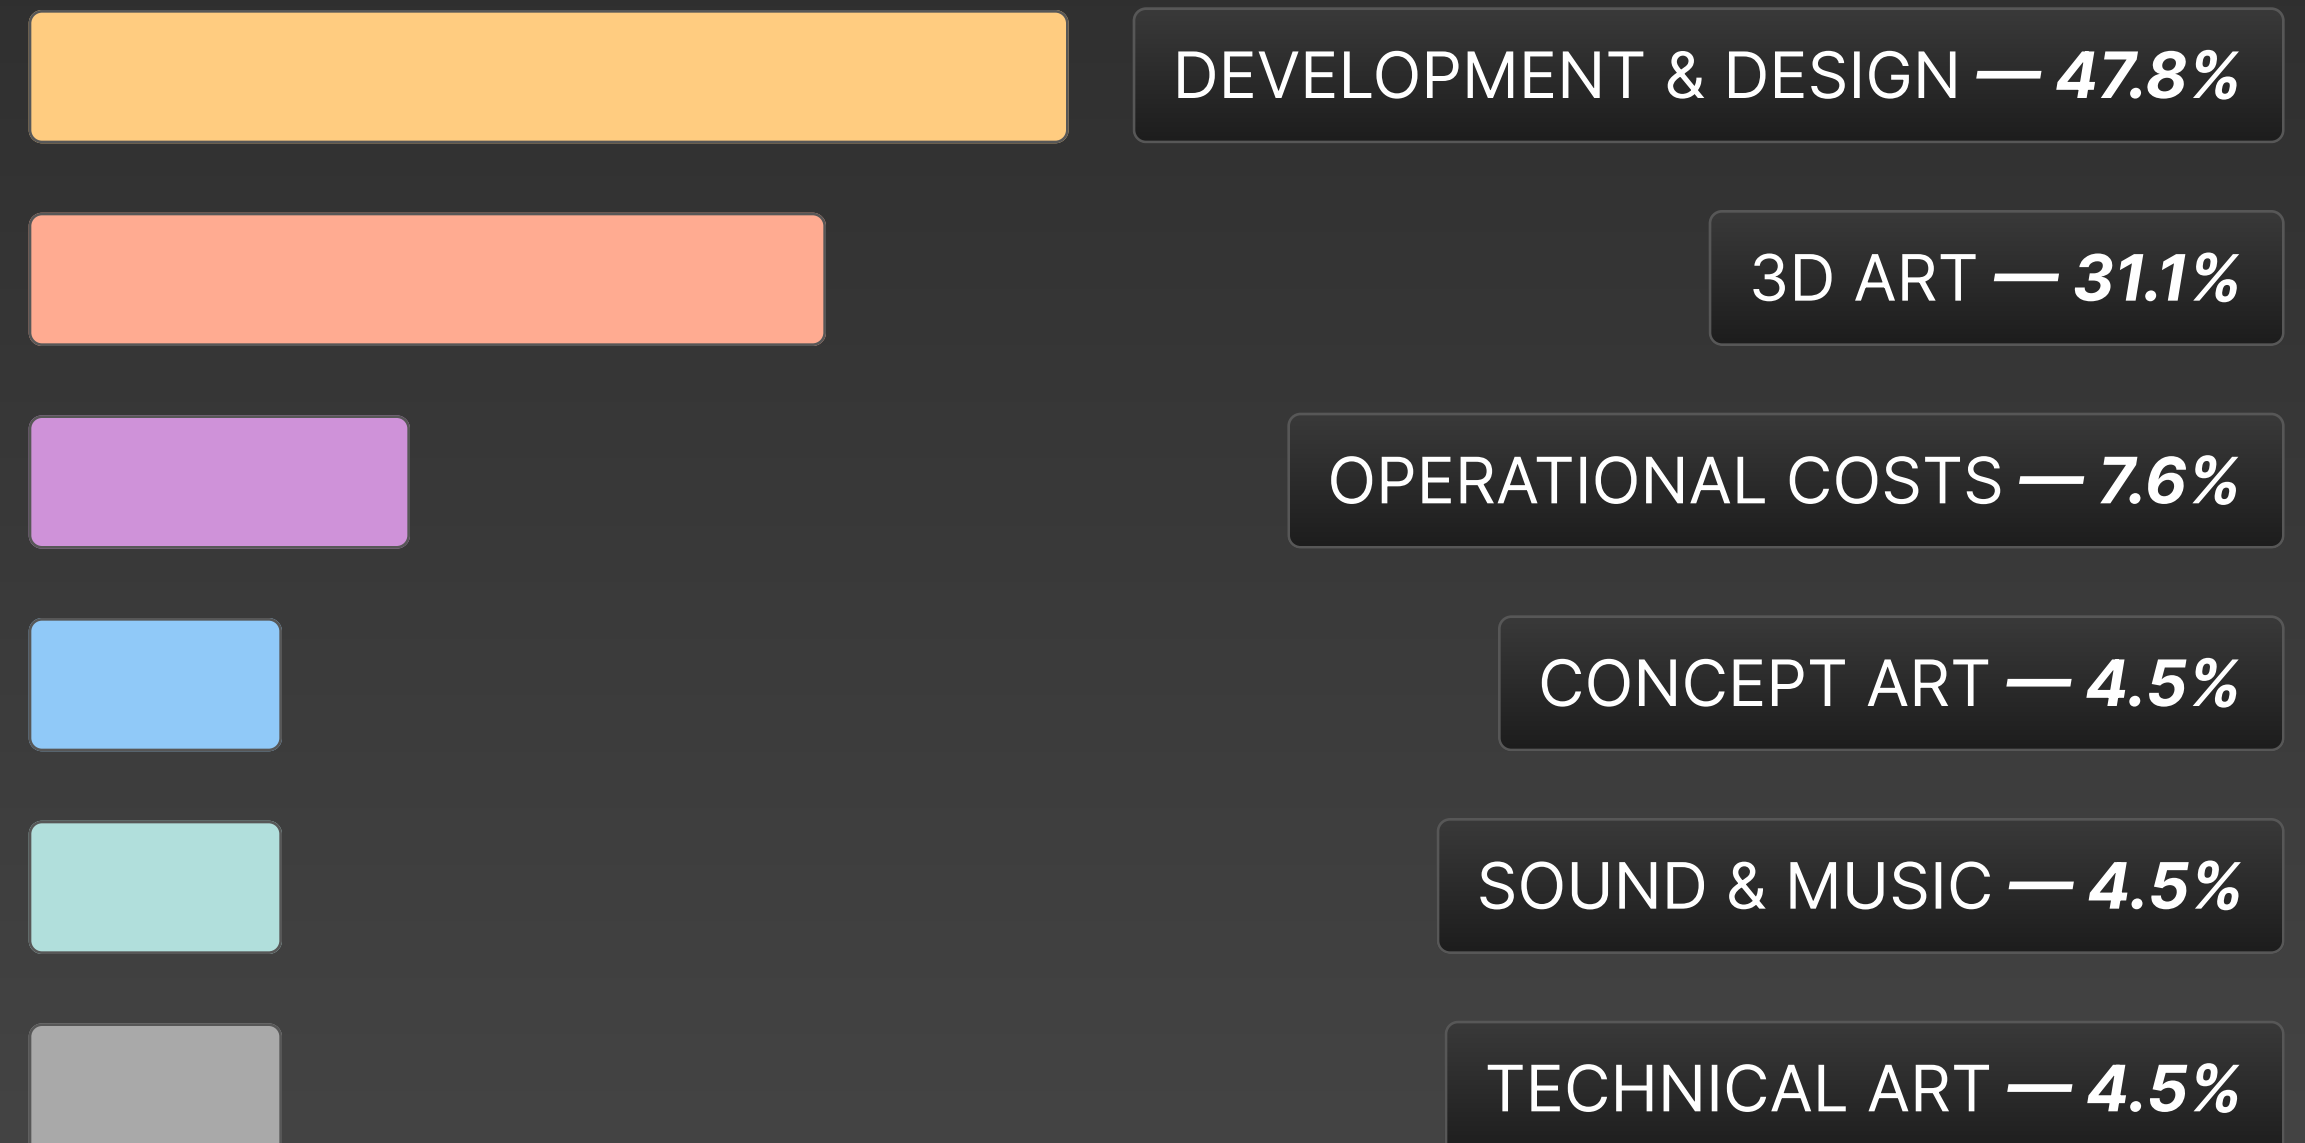 DEVELOPMENT & DESIGN — 47.8%
3D ART — 31.1%
OPERATIONAL COSTS — 7.6%
CONCEPT ART — 4.5%
SOUND & MUSIC — 4.5%
TECHNICAL ART — 4.5%